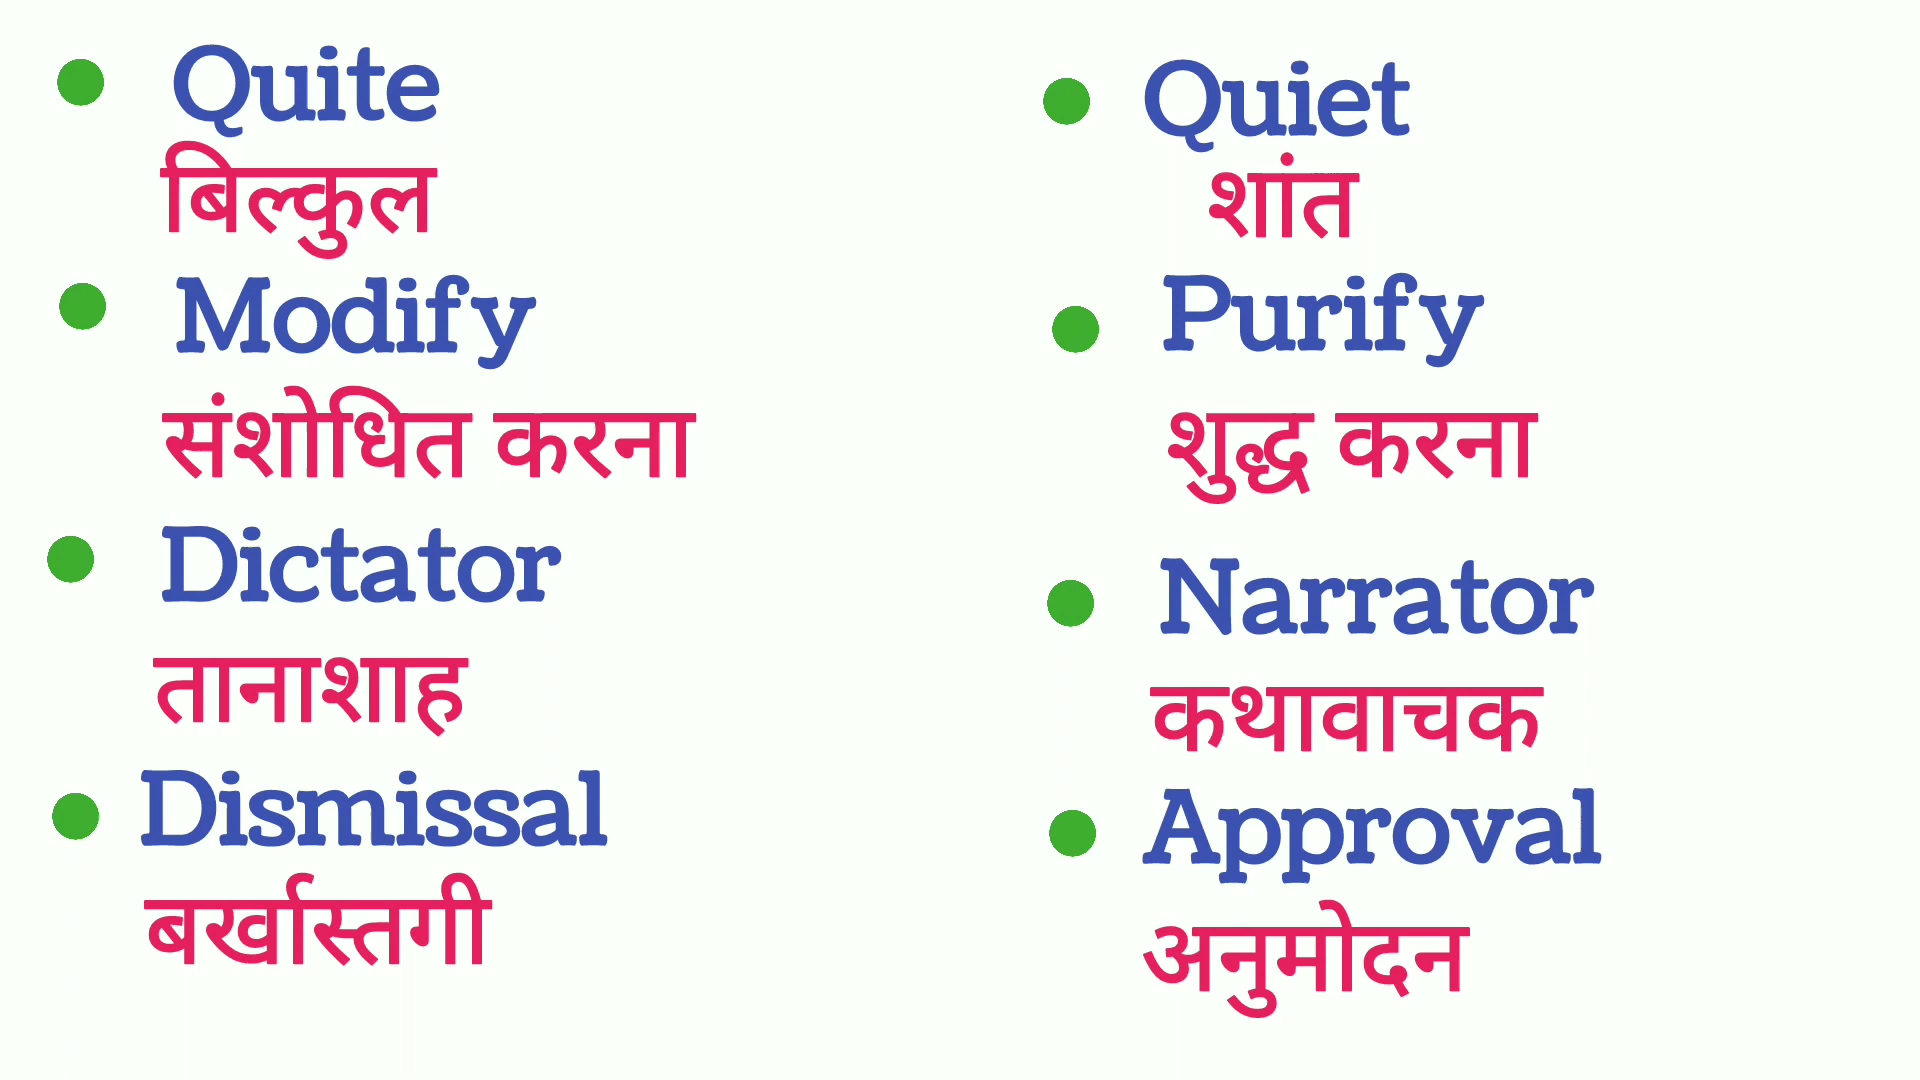 Quite
बिल्कुल
Modify
संशोधित करना
Dictator
तानाशाह
Dismissal
बर्खास्तगी
Quiet
शांत
Purify
शुद्ध करना
Narrator
कथावाचक
Approval
अनुमोदन